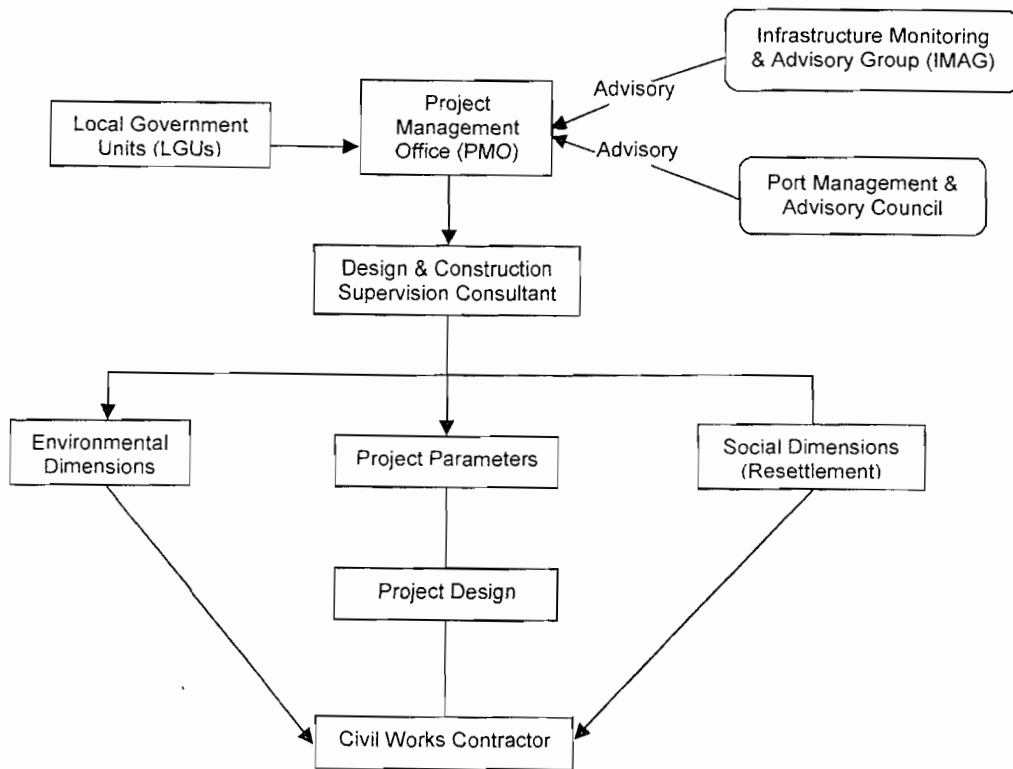 Infrastructure Monitoring
& Advisory Group (IMAG)
Advisory
Project
Management
Office (PMO)
Local Government
Units (LGUs)
Advisory
Port Management &
Advisory Council
Design & Construction
Supervision Consultant
Environmental
Dimensions
Project Parameters
Social Dimensions
(Resettlement)
Project Design
Civil Works Contractor